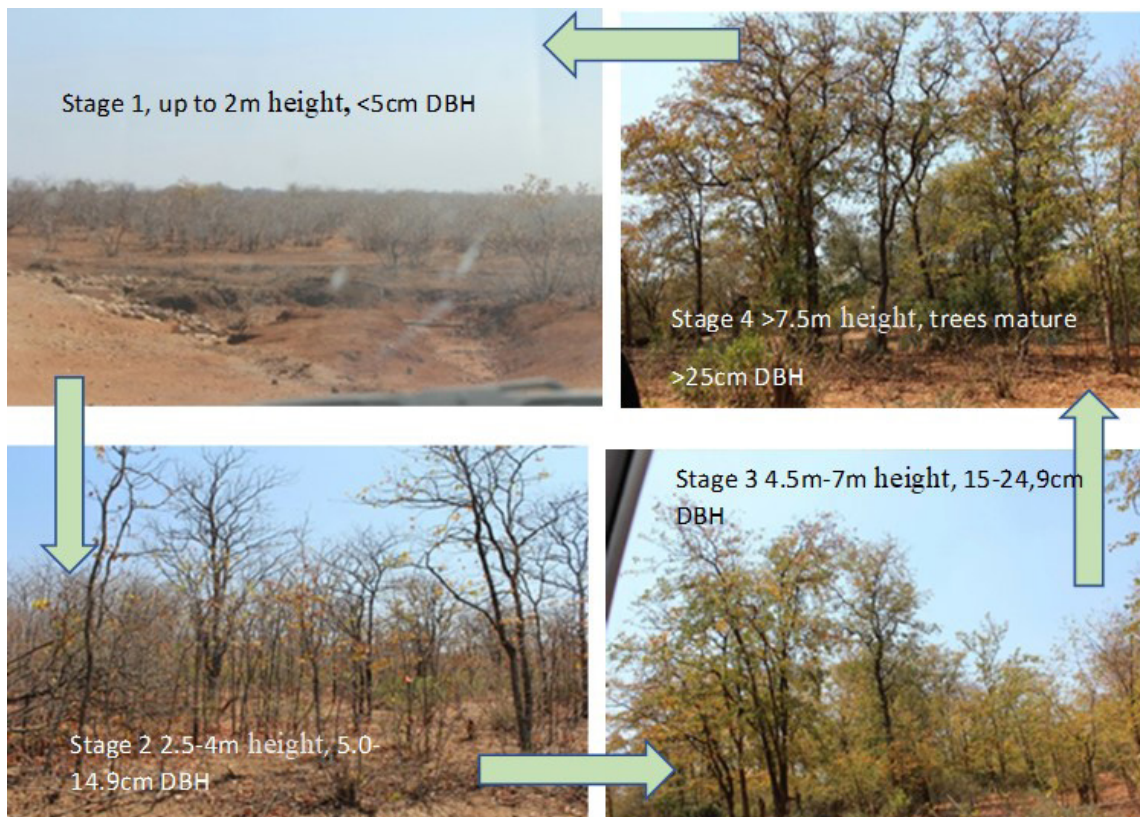 Stage 1, up to 2m height, <5cm DBH
Stage 4 >7.5m height, trees mature
>25cm DBH
Stage 2 2.5-4m height, 5.0-
14.9cm DBH
Stage 3 4.5m-7m height, 15-24,9cm
DBH